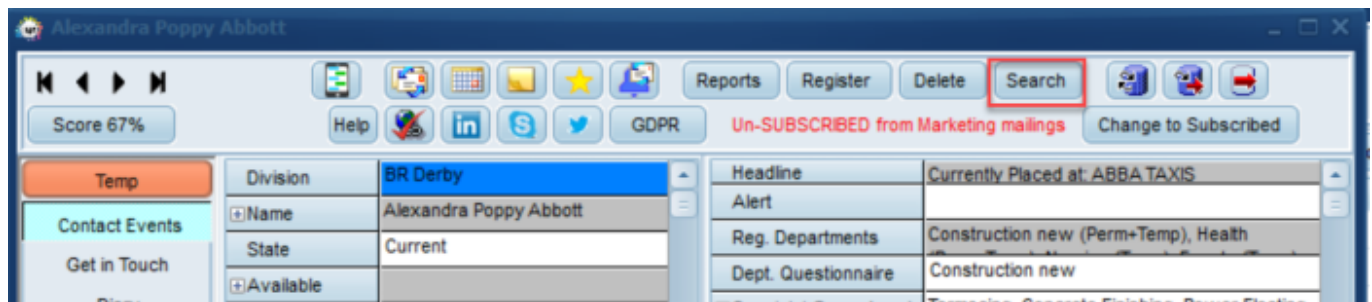 Alexandra Poppy Abbott
Reports Register Delete Search
Score 67% Help in GDPR Un-SUBSCRIBED from Marketing mailings Change to Subscribed
Temp Division BR Derby Headline Currently Placed at: ABBA TAXIS
Contact Events Name Alexandra Poppy Abbott Alert
State Current Reg. Departments Construction new (Perm+Temp), Health
Get in Touch Dept. Questionnaire Construction new
Available